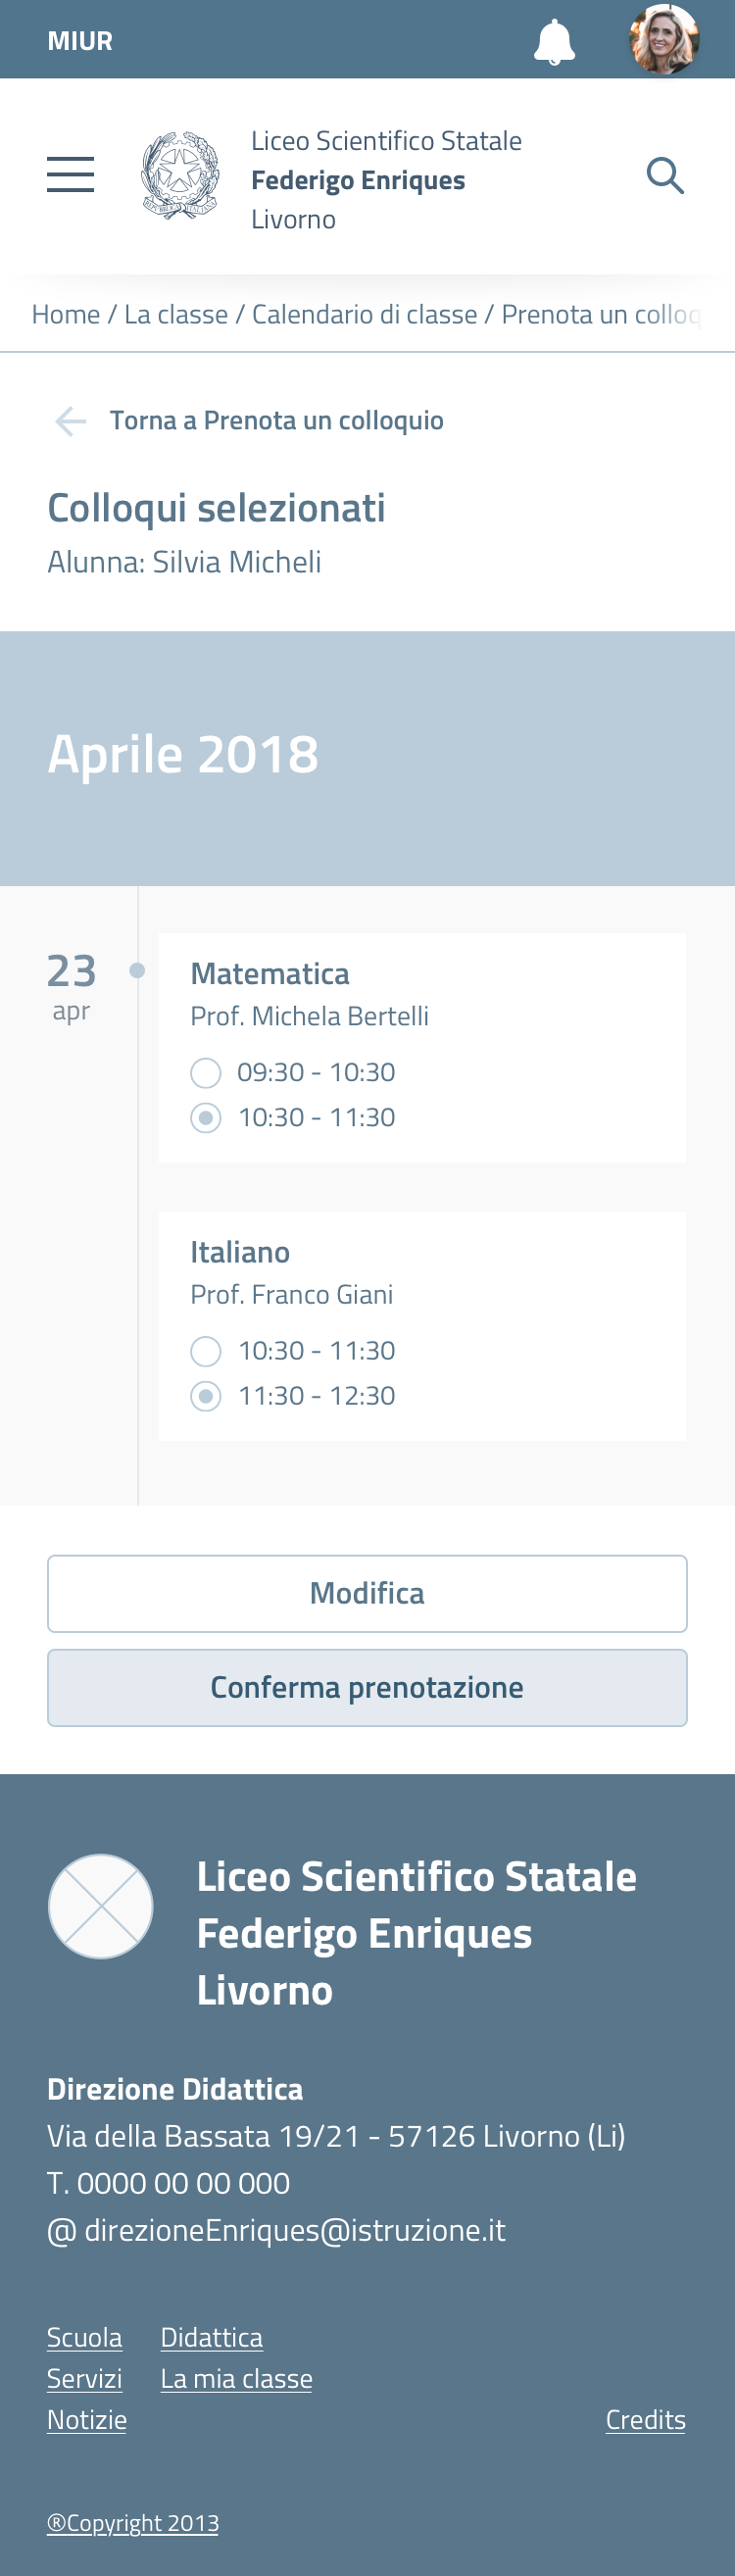 MIUR
Liceo Scientifico Statale
Federigo Enriques
Livorno
REPVBBLICA ITALIANA
Home / La classe / Calendario di classe / Prenota un colloq
Torna a Prenota un colloquio
Colloqui selezionati
Alunna: Silvia Micheli
Aprile 2018
23
apr
Matematica
Prof. Michela Bertelli
09:30 - 10:30
10:30 - 11:30
Italiano
Prof. Franco Giani
10:30 - 11:30
11:30 - 12:30
Modifica
Conferma prenotazione
Liceo Scientifico Statale
Federigo Enriques
Livorno
Direzione Didattica
Via della Bassata 19/21 - 57126 Livorno (Li)
T. 0000 00 00 000
@ direzioneEnriques@istruzione.it
Scuola Didattica
Servizi La mia classe
Notizie Credits
®Copyright 2013